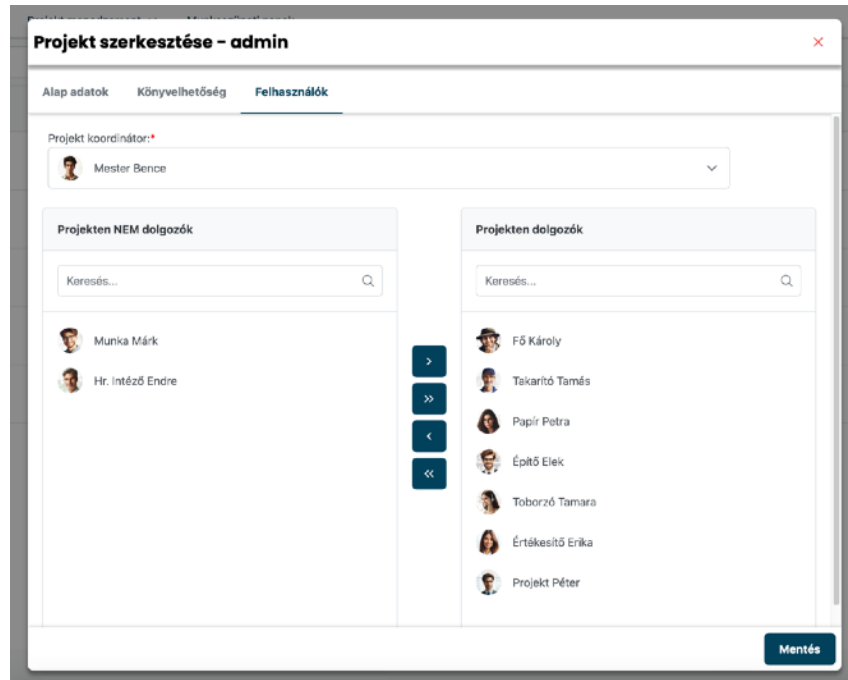 Projekt szerkesztése - admin
Alap adatok Könyvelhetőség Felhasználók
Projekt koordinátor:*
Mester Bence
Projekten NEM dolgozók
Keresés...
Munka Márk
Hr. Intéző Endre
Projekten dolgozók
Keresés...
Fő Károly
Takarító Tamás
Papír Petra
Építő Elek
Toborzó Tamara
Értékesítő Erika
Projekt Péter
Mentés